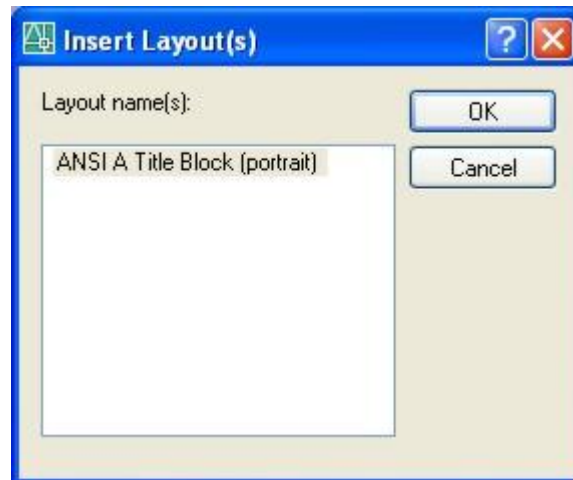 Insert Layout(s)
Layout name(s):
OK
ANSI A Title Block (portrait)
Cancel